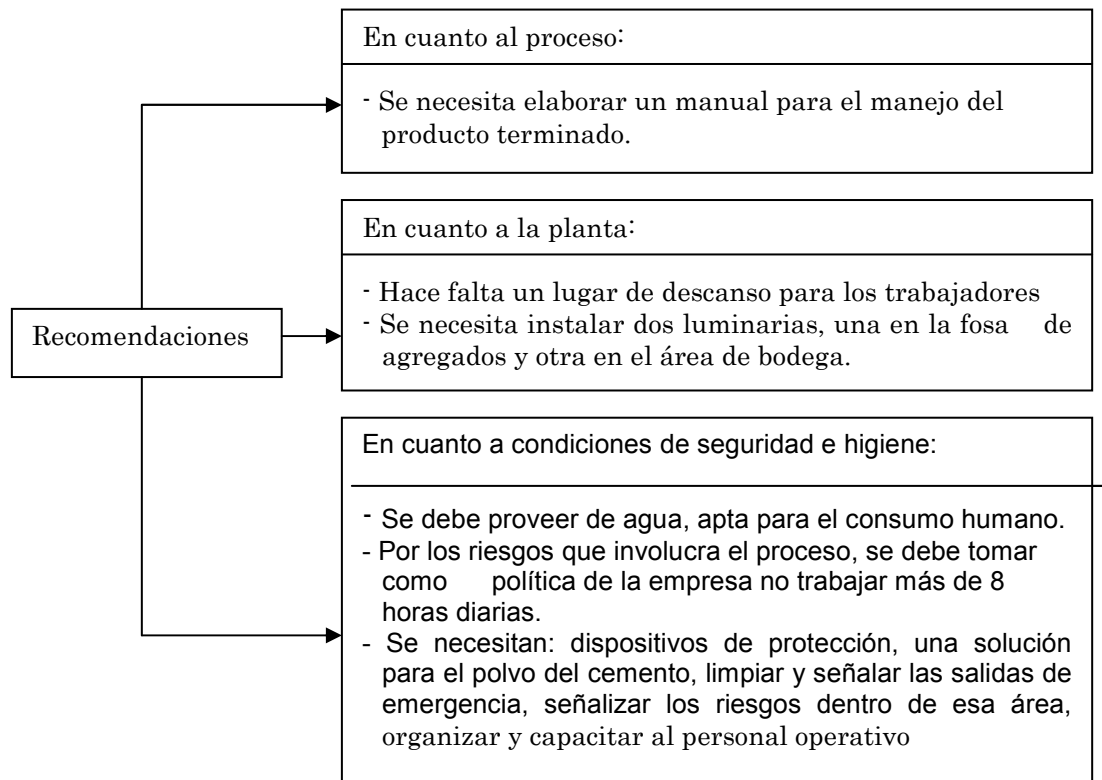 En cuanto al proceso:
- Se necesita elaborar un manual para el manejo del
producto terminado.
En cuanto a la planta:
- Hace falta un lugar de descanso para los trabajadores
- Se necesita instalar dos luminarias, una en la fosa de
agregados y otra en el área de bodega.
Recomendaciones
En cuanto a condiciones de seguridad e higiene:
- Se debe proveer de agua, apta para el consumo humano.
- Por los riesgos que involucra el proceso, se debe tomar
como política de la empresa no trabajar más de 8
horas diarias.
- Se necesitan: dispositivos de protección, una solución
para el polvo del cemento, limpiar y señalar las salidas de
emergencia, señalizar los riesgos dentro de esa área,
organizar y capacitar al personal operativo